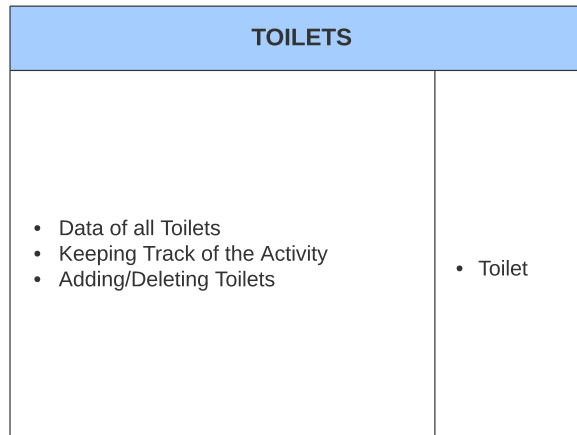 TOILETS
• Data of all Toilets
• Keeping Track of the Activity
• Adding/Deleting Toilets
• Toilet